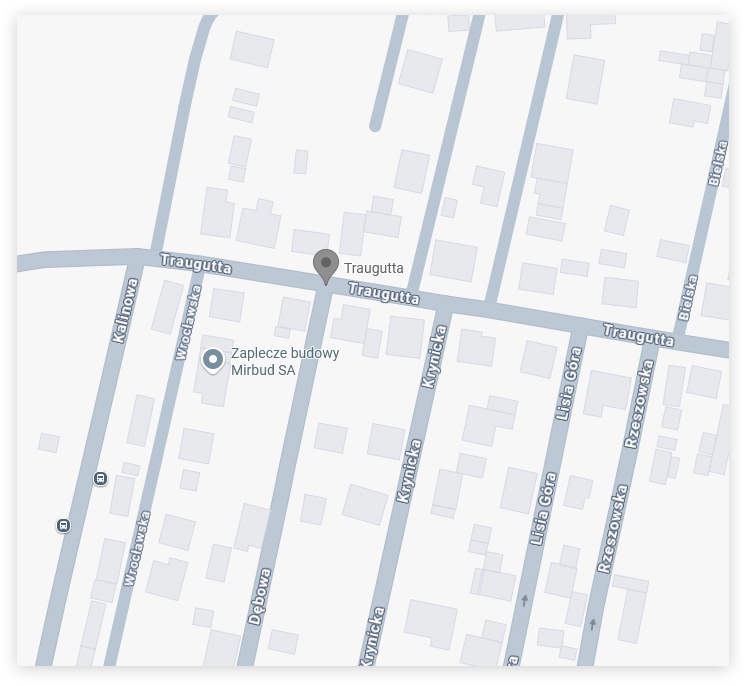 Bielska
Traugutta
Traugutta
Traugutta
Bielska
Kalinowa
Wrocławska
Krynicka
Traugutta
Zaplecze budowy
Mirbud SA
Lisia Góra
Rzeszowska
Krynicka
Lisia Góra
Wrocławska
Rzeszowska
Dębowa
Krynicka